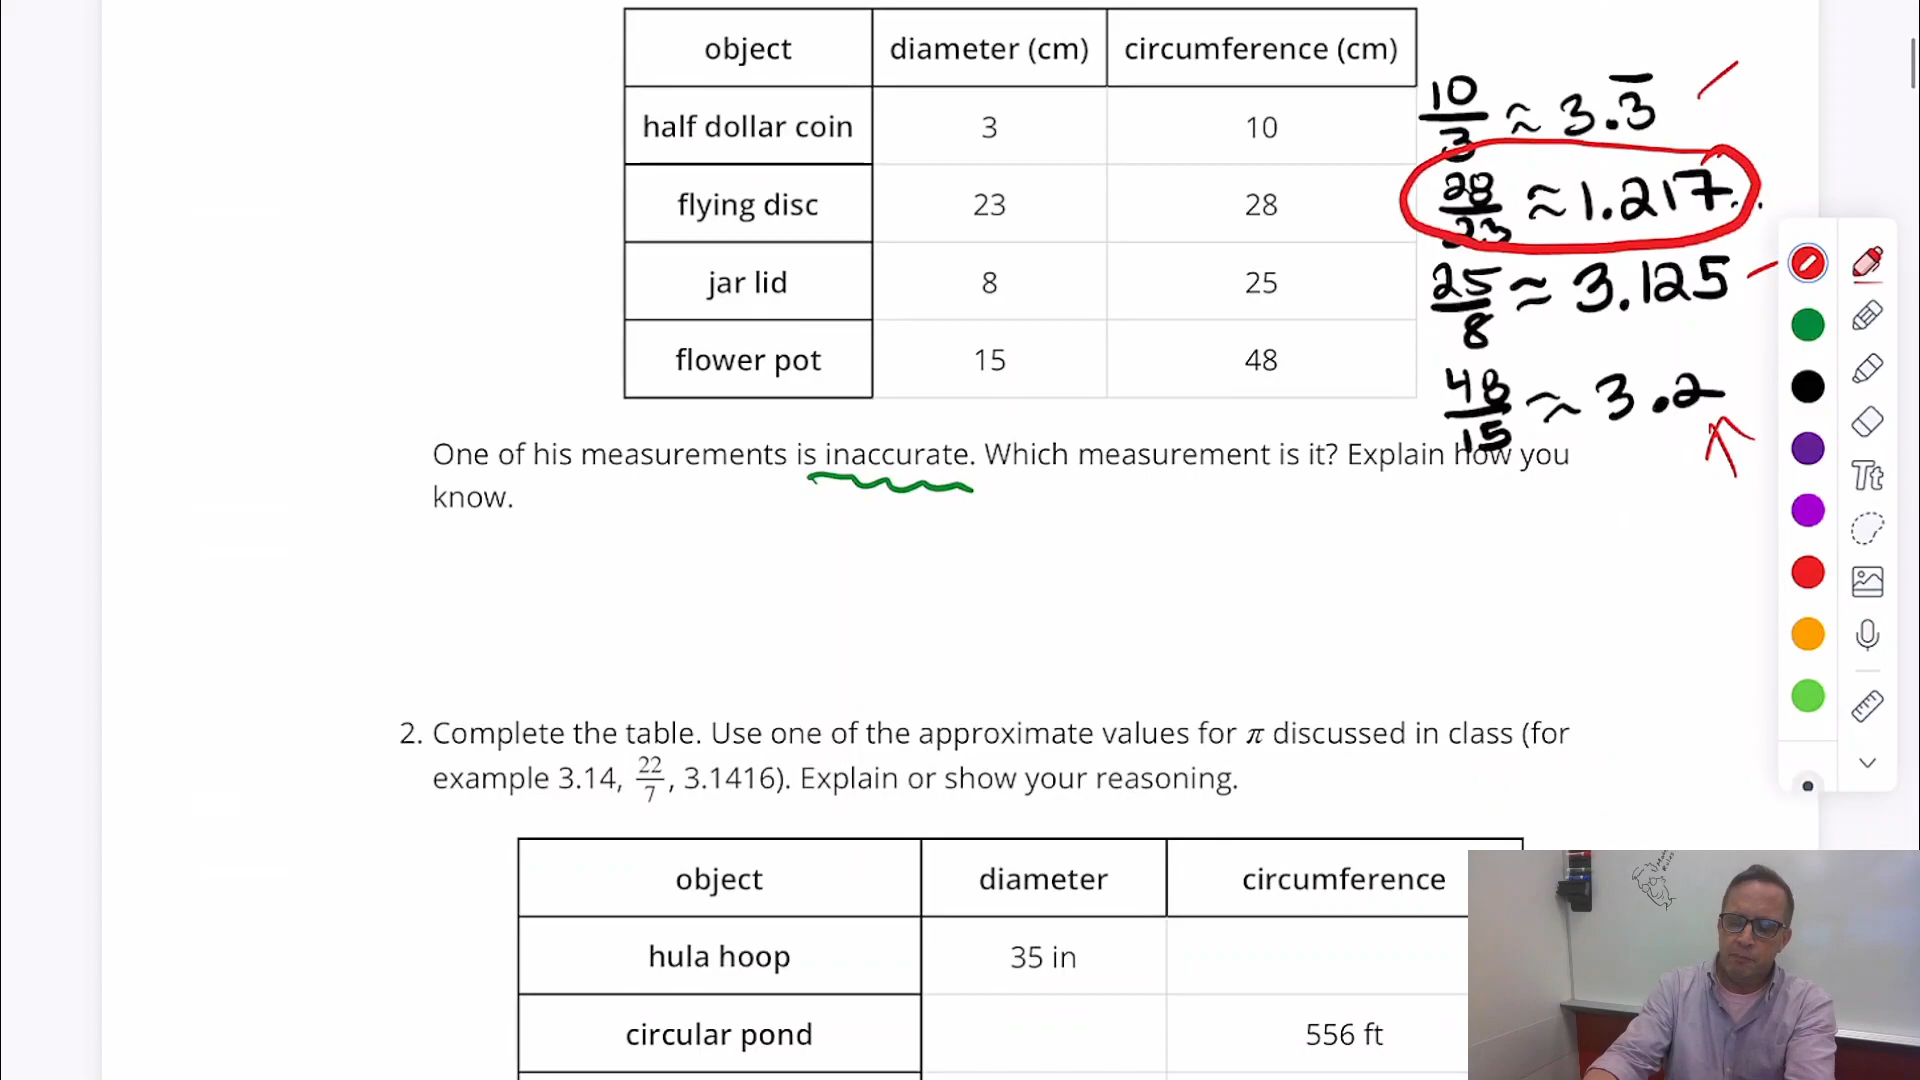 object diameter (cm) circumference (cm)
half dollar coin 3 10
flying disc 23 28
jar lid 8 25
flower pot 15 48
10/3 ≈ 3.3̅
28/23 ≈ 1.217...
25/8 ≈ 3.125
48/15 ≈ 3.2
One of his measurements is inaccurate. Which measurement is it? Explain how you
know.
2. Complete the table. Use one of the approximate values for π discussed in class (for
example 3.14, 22/7, 3.1416). Explain or show your reasoning.
object diameter circumference
hula hoop 35 in
circular pond 556 ft
Tt